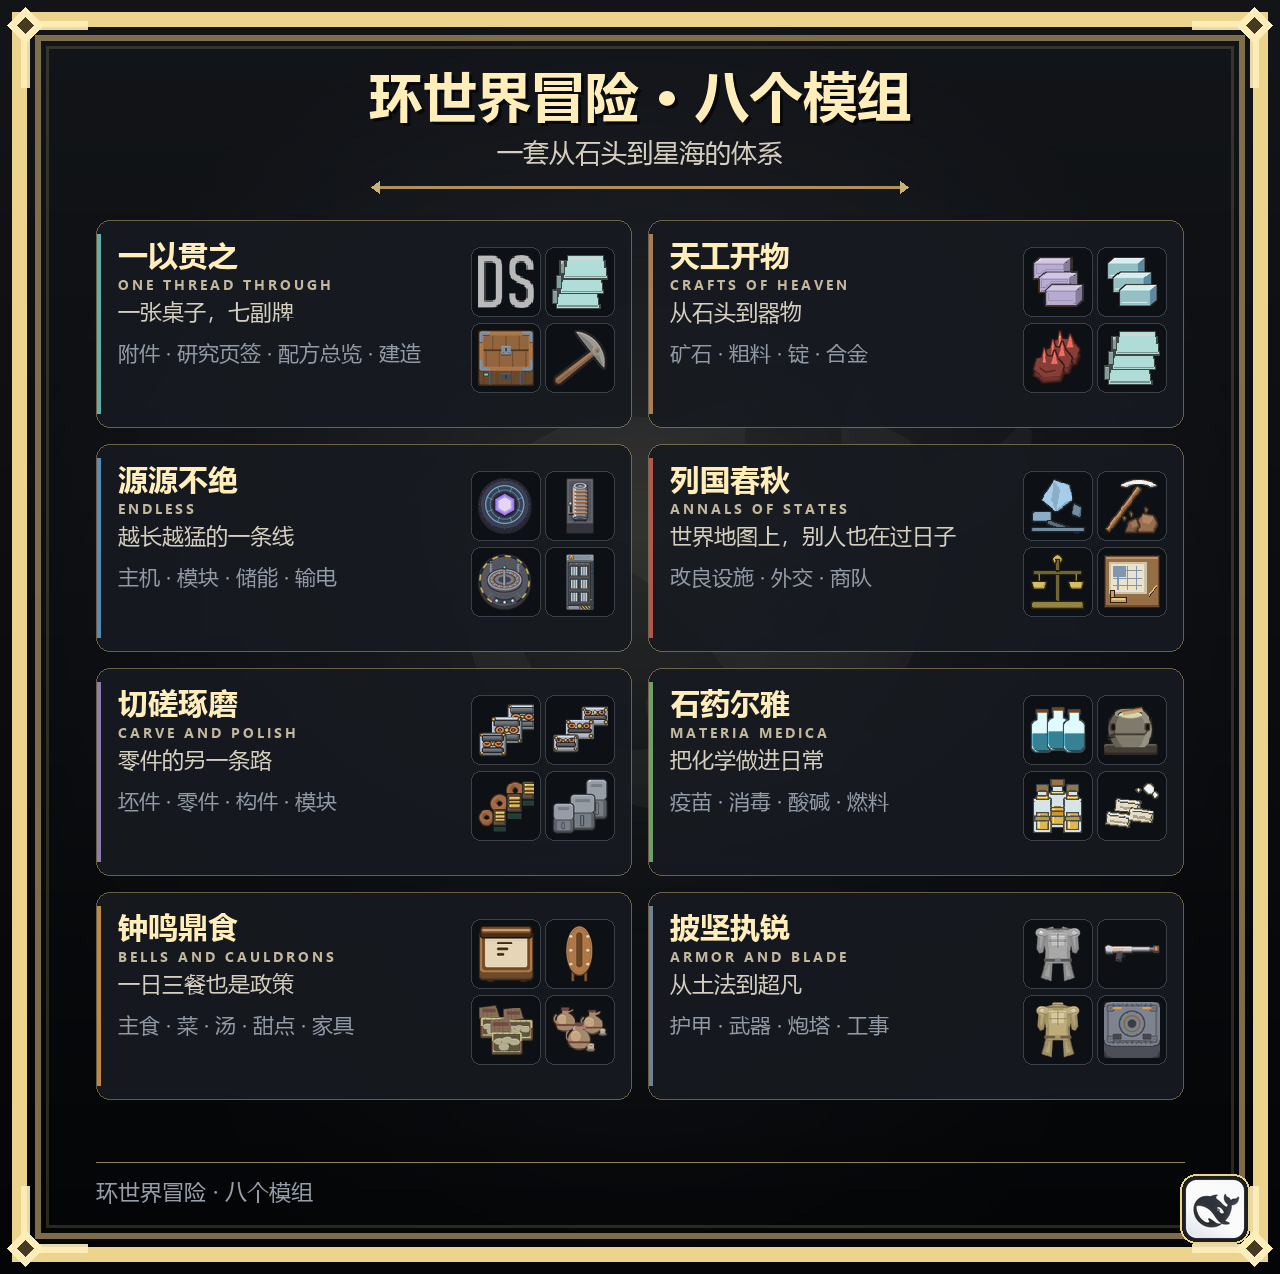 环世界冒险 · 八个模组
一套从石头到星海的体系
一以贯之
ONE THREAD THROUGH
一张桌子，七副牌
附件 · 研究页签 · 配方总览 · 建造
DS
天工开物
CRAFTS OF HEAVEN
从石头到器物
矿石 · 粗料 · 锭 · 合金
源源不绝
ENDLESS
越长越猛的一条线
主机 · 模块 · 储能 · 输电
列国春秋
ANNALS OF STATES
世界地图上，别人也在过日子
改良设施 · 外交 · 商队
切磋琢磨
CARVE AND POLISH
零件的另一条路
坯件 · 零件 · 构件 · 模块
石药尔雅
MATERIA MEDICA
把化学做进日常
疫苗 · 消毒 · 酸碱 · 燃料
钟鸣鼎食
BELLS AND CAULDRONS
一日三餐也是政策
主食 · 菜 · 汤 · 甜点 · 家具
披坚执锐
ARMOR AND BLADE
从土法到超凡
护甲 · 武器 · 炮塔 · 工事
环世界冒险 · 八个模组